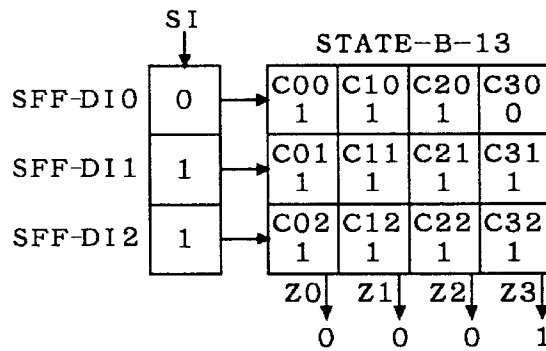 SI
STATE-B-13
SFF-DI0 0 C00 C10 C20 C30
1 1 1 0
SFF-DI1 1 C01 C11 C21 C31
1 1 1 1
SFF-DI2 1 C02 C12 C22 C32
1 1 1 1
Z0 Z1 Z2 Z3
0 0 0 1